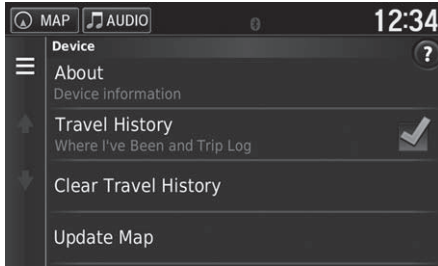 MAP AUDIO 12:34
Device
?
About
Device information
Travel History
Where I've Been and Trip Log
Clear Travel History
Update Map